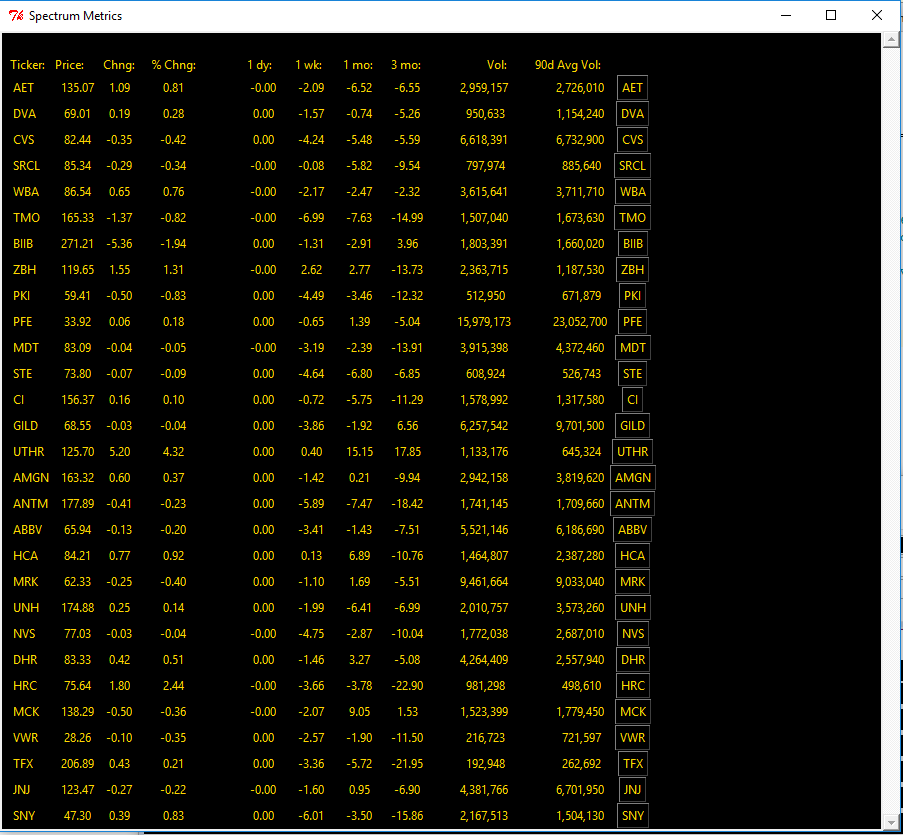 Spectrum Metrics
Ticker: Price: Chng: % Chng: 1 dy: 1 wk: 1 mo: 3 mo: Vol: 90d Avg Vol:
AET 135.07 1.09 0.81 -0.00 -2.09 -6.52 -6.55 2,959,157 2,726,010 AET
DVA 69.01 0.19 0.28 0.00 -1.57 -0.74 -5.26 950,633 1,154,240 DVA
CVS 82.44 -0.35 -0.42 -0.00 -4.24 -5.48 -5.59 6,618,391 6,732,900 CVS
SRCL 85.34 -0.29 -0.34 -0.00 -0.08 -5.82 -9.54 797,974 885,640 SRCL
WBA 86.54 0.65 0.76 -0.00 -2.17 -2.47 -2.32 3,615,641 3,711,710 WBA
TMO 165.33 -1.37 -0.82 -0.00 -6.99 -7.63 -14.99 1,507,040 1,673,630 TMO
BIIB 271.21 -5.36 -1.94 0.00 -1.31 -2.91 3.96 1,803,391 1,660,020 BIIB
ZBH 119.65 1.55 1.31 -0.00 2.62 2.77 -13.73 2,363,715 1,187,530 ZBH
PKI 59.41 -0.50 -0.83 0.00 -4.49 -3.46 -12.32 512,950 671,879 PKI
PFE 33.92 0.06 0.18 0.00 -0.65 1.39 -5.04 15,979,173 23,052,700 PFE
MDT 83.09 -0.04 -0.05 -0.00 -3.19 -2.39 -13.91 3,915,398 4,372,460 MDT
STE 73.80 -0.07 -0.09 0.00 -4.64 -6.80 -6.85 608,924 526,743 STE
CI 156.37 0.16 0.10 0.00 -0.72 -5.75 -11.29 1,578,992 1,317,580 CI
GILD 68.55 -0.03 -0.04 0.00 -3.86 -1.92 6.56 6,257,542 9,701,500 GILD
UTHR 125.70 5.20 4.32 0.00 0.40 15.15 17.85 1,133,176 645,324 UTHR
AMGN 163.32 0.60 0.37 0.00 -1.42 0.21 -9.94 2,942,158 3,819,620 AMGN
ANTM 177.89 -0.41 -0.23 0.00 -5.89 -7.47 -18.42 1,741,145 1,709,660 ANTM
ABBV 65.94 -0.13 -0.20 0.00 -3.41 -1.43 -7.51 5,521,146 6,186,690 ABBV
HCA 84.21 0.77 0.92 0.00 0.13 6.89 -10.76 1,464,807 2,387,280 HCA
MRK 62.33 -0.25 -0.40 0.00 -1.10 1.69 -5.51 9,461,664 9,033,040 MRK
UNH 174.88 0.25 0.14 0.00 -1.99 -6.41 -6.99 2,010,757 3,573,260 UNH
NVS 77.03 -0.03 -0.04 0.00 -4.75 -2.87 -10.04 1,772,038 2,687,010 NVS
DHR 83.33 0.42 0.51 0.00 -1.46 3.27 -5.08 4,264,409 2,557,940 DHR
HRC 75.64 1.80 2.44 -0.00 -3.66 -3.78 -22.90 981,298 498,610 HRC
MCK 138.29 -0.50 -0.36 -0.00 -2.07 9.05 1.53 1,523,399 1,779,450 MCK
VWR 28.26 -0.10 -0.35 0.00 -2.57 -1.90 -11.50 216,723 721,597 VWR
TFX 206.89 0.43 0.21 0.00 -3.36 -5.72 -21.95 192,948 262,692 TFX
JNJ 123.47 -0.27 -0.22 0.00 -1.60 0.95 -6.90 4,381,766 6,701,950 JNJ
SNY 47.30 0.39 0.83 0.00 -6.01 -3.50 -15.86 2,167,513 1,504,130 SNY